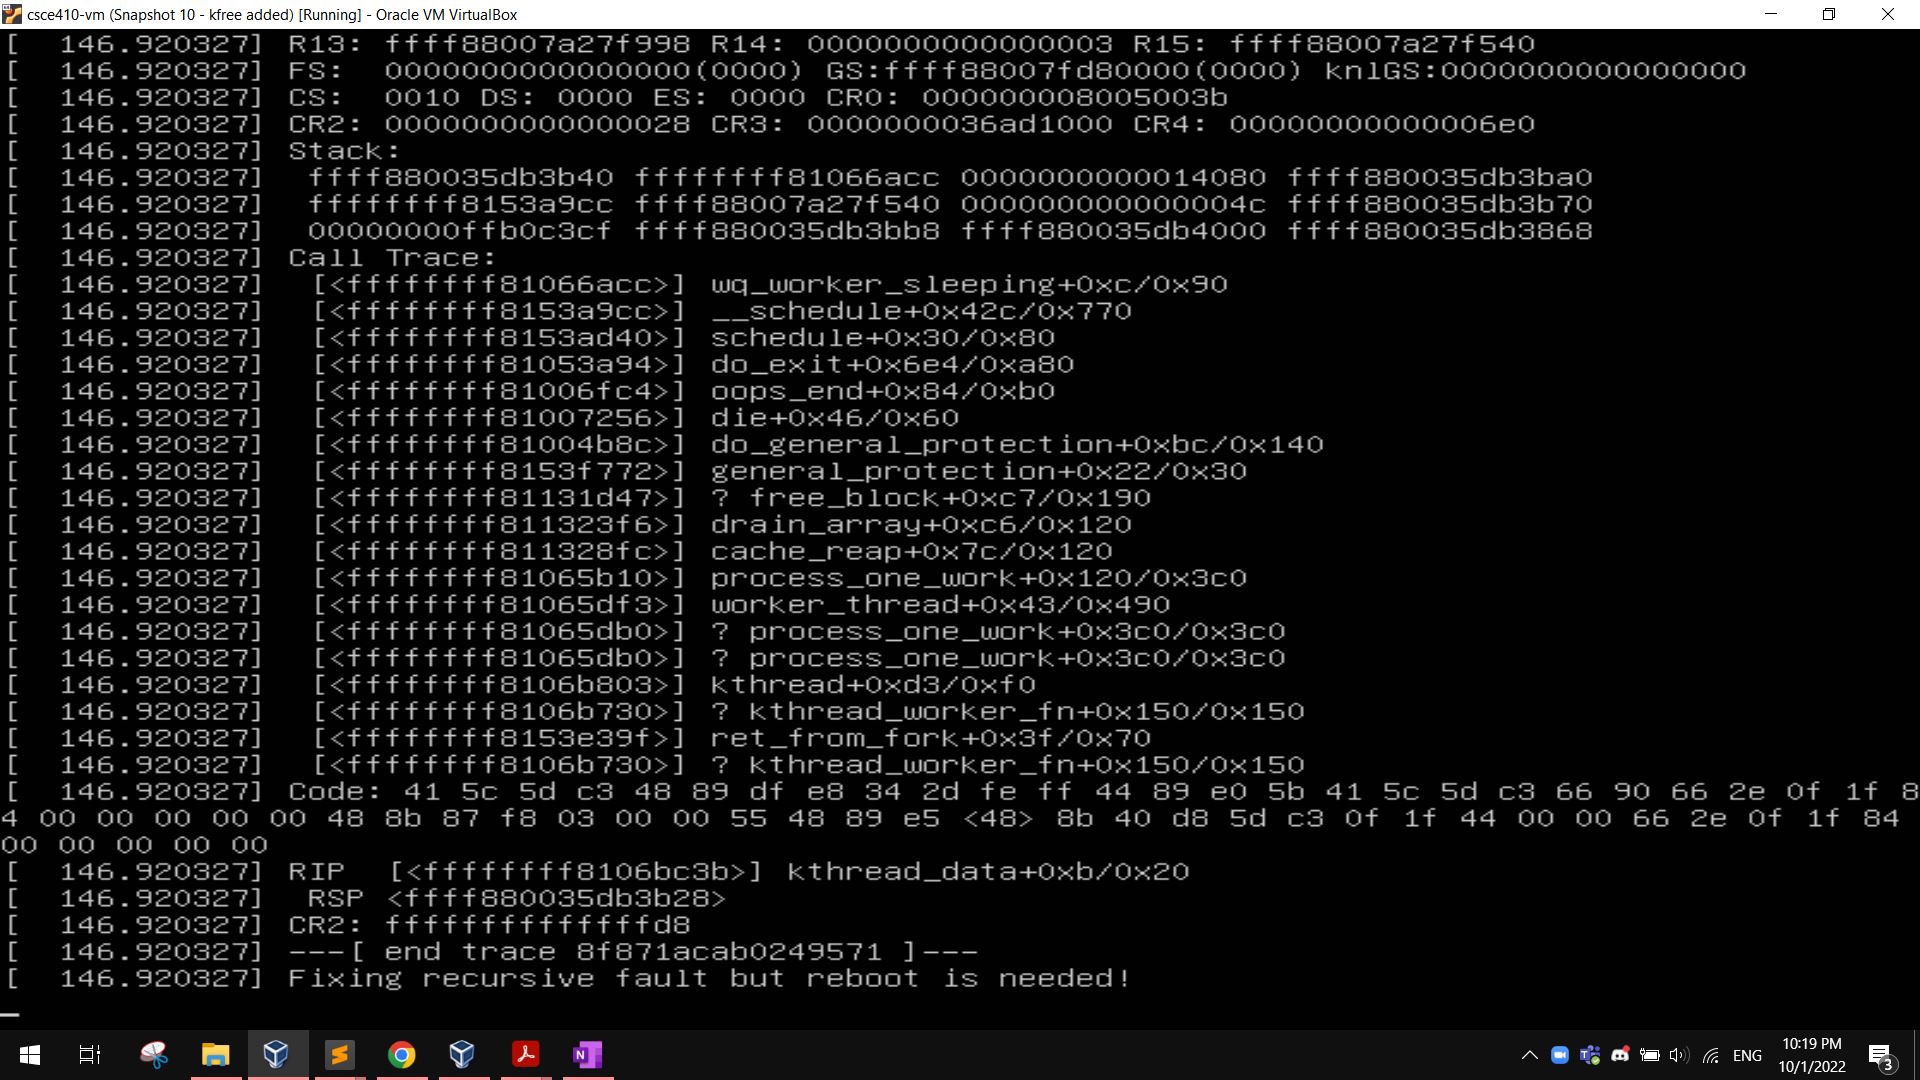 csce410-vm (Snapshot 10 - kfree added) [Running] - Oracle VM VirtualBox
[  146.920327] R13: ffff88007a27f998 R14: 0000000000000003 R15: ffff88007a27f540
[  146.920327] FS:  0000000000000000(0000) GS:ffff88007fd80000(0000) knlGS:0000000000000000
[  146.920327] CS:  0010 DS: 0000 ES: 0000 CR0: 000000008005003b
[  146.920327] CR2: 0000000000000028 CR3: 0000000036ad1000 CR4: 00000000000006e0
[  146.920327] Stack:
[  146.920327]  ffff880035db3b40 ffffffff81066acc 0000000000014080 ffff880035db3ba0
[  146.920327]  ffffffff8153a9cc ffff88007a27f540 000000000000004c ffff880035db3b70
[  146.920327]  00000000ffb0c3cf ffff880035db3bb8 ffff880035db4000 ffff880035db3868
[  146.920327] Call Trace:
[  146.920327]  [<ffffffff81066acc>] wq_worker_sleeping+0xc/0x90
[  146.920327]  [<ffffffff8153a9cc>] __schedule+0x42c/0x770
[  146.920327]  [<ffffffff8153ad40>] schedule+0x30/0x80
[  146.920327]  [<ffffffff81053a94>] do_exit+0x6e4/0xa80
[  146.920327]  [<ffffffff81006fc4>] oops_end+0x84/0xb0
[  146.920327]  [<ffffffff81007256>] die+0x46/0x60
[  146.920327]  [<ffffffff81004b8c>] do_general_protection+0xbc/0x140
[  146.920327]  [<ffffffff8153f772>] general_protection+0x22/0x30
[  146.920327]  [<ffffffff81131d47>] ? free_block+0xc7/0x190
[  146.920327]  [<ffffffff811323f6>] drain_array+0xc6/0x120
[  146.920327]  [<ffffffff811328fc>] cache_reap+0x7c/0x120
[  146.920327]  [<ffffffff81065b10>] process_one_work+0x120/0x3c0
[  146.920327]  [<ffffffff81065df3>] worker_thread+0x43/0x490
[  146.920327]  [<ffffffff81065db0>] ? process_one_work+0x3c0/0x3c0
[  146.920327]  [<ffffffff81065db0>] ? process_one_work+0x3c0/0x3c0
[  146.920327]  [<ffffffff8106b803>] kthread+0xd3/0xf0
[  146.920327]  [<ffffffff8106b730>] ? kthread_worker_fn+0x150/0x150
[  146.920327]  [<ffffffff8153e39f>] ret_from_fork+0x3f/0x70
[  146.920327]  [<ffffffff8106b730>] ? kthread_worker_fn+0x150/0x150
[  146.920327] Code: 41 5c 5d c3 48 89 df e8 34 2d fe ff 44 89 e0 5b 41 5c 5d c3 66 90 66 2e 0f 1f 8
4 00 00 00 00 00 48 8b 87 f8 03 00 00 55 48 89 e5 <48> 8b 40 d8 5d c3 0f 1f 44 00 00 66 2e 0f 1f 84
00 00 00 00 00
[  146.920327] RIP  [<ffffffff8106bc3b>] kthread_data+0xb/0x20
[  146.920327]  RSP <ffff880035db3b28>
[  146.920327] CR2: ffffffffffffffd8
[  146.920327] ---[ end trace 8f871acab0249571 ]---
[  146.920327] Fixing recursive fault but reboot is needed!
_
ENG
10:19 PM
10/1/2022
3